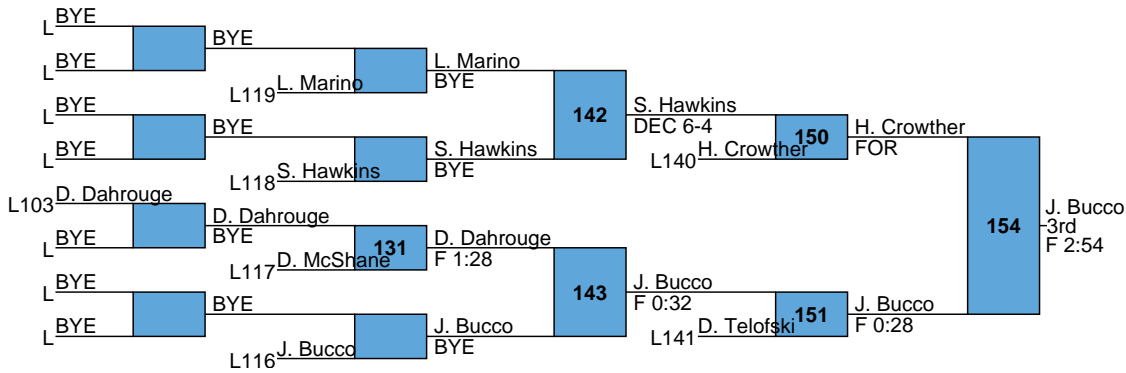 BYE
L
BYE
BYE
L
L. Marino
L. Marino
BYE
L119
BYE
L
142
S. Hawkins
DEC 6-4
BYE
BYE
L
150
H. Crowther
FOR
S. Hawkins
BYE
H. Crowther
L140
S. Hawkins
L118
D. Dahrouge
L103
D. Dahrouge
BYE
BYE
L
131
D. Dahrouge
F 1:28
D. McShane
L117
154
J. Bucco
3rd
F 2:54
BYE
L
143
J. Bucco
F 0:32
BYE
BYE
L
151
J. Bucco
F 0:28
J. Bucco
BYE
D. Telofski
L141
J. Bucco
L116